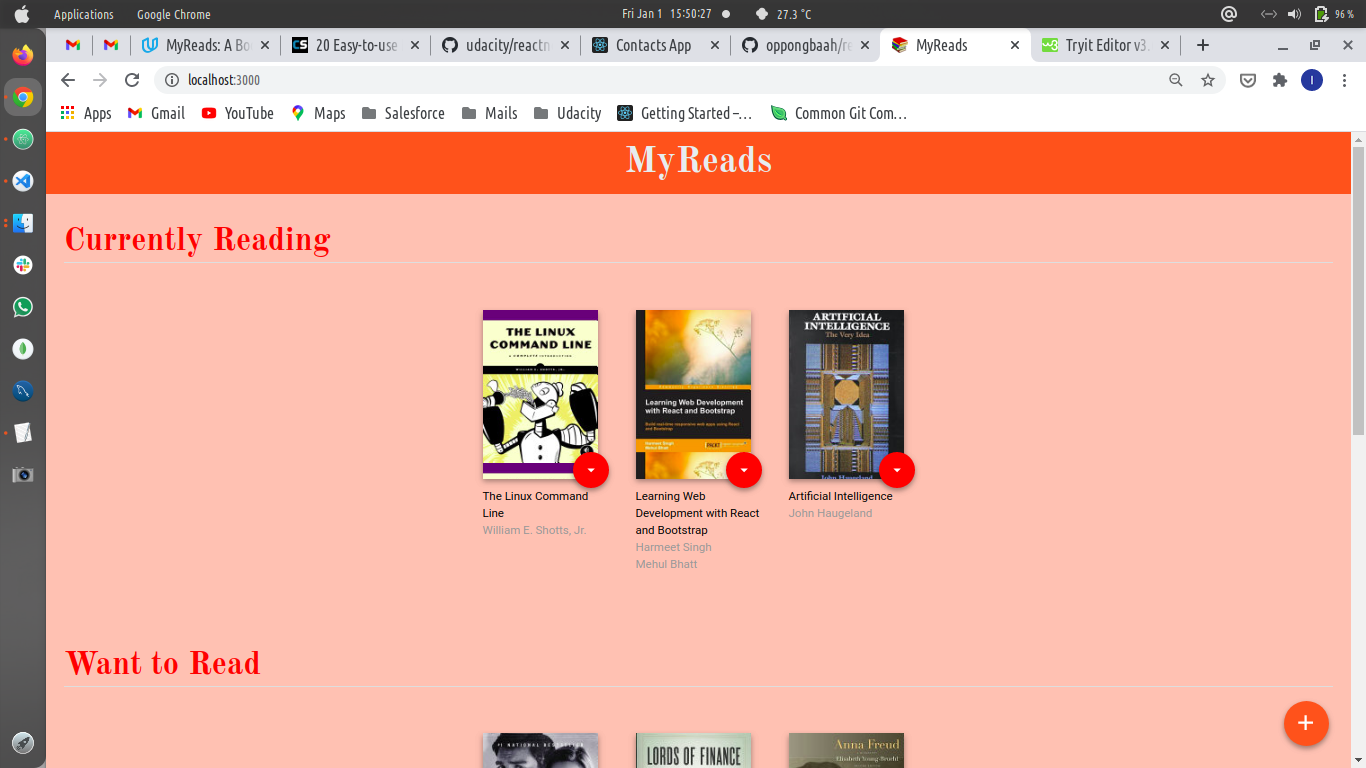 Applications Google Chrome Fri Jan 1 15:50:27 27.3 °C 96 %
MyReads: A Bo 20 Easy-to-use udacity/reactn Contacts App oppongbaah/re MyReads Tryit Editor v3.
localhost:3000 I
Apps Gmail YouTube Maps Salesforce Mails Udacity Getting Started –… Common Git Com…
MyReads
Currently Reading
THE LINUX
COMMAND LINE
A COMPLETE INTRODUCTION
WILLIAM E. SHOTTS, JR.
The Linux Command
Line
William E. Shotts, Jr.
Learning Web Development
with React and Bootstrap
Build real-time responsive web apps using React
and Bootstrap
Harmeet Singh
Mehul Bhatt
PACKT
Learning Web
Development with React
and Bootstrap
Harmeet Singh
Mehul Bhatt
ARTIFICIAL
INTELLIGENCE
The Very Idea
John Haugeland
Artificial Intelligence
John Haugeland
Want to Read
#1 NATIONAL BESTSELLER
LORDS OF FINANCE
Anna Freud
Elisabeth Young-Bruehl